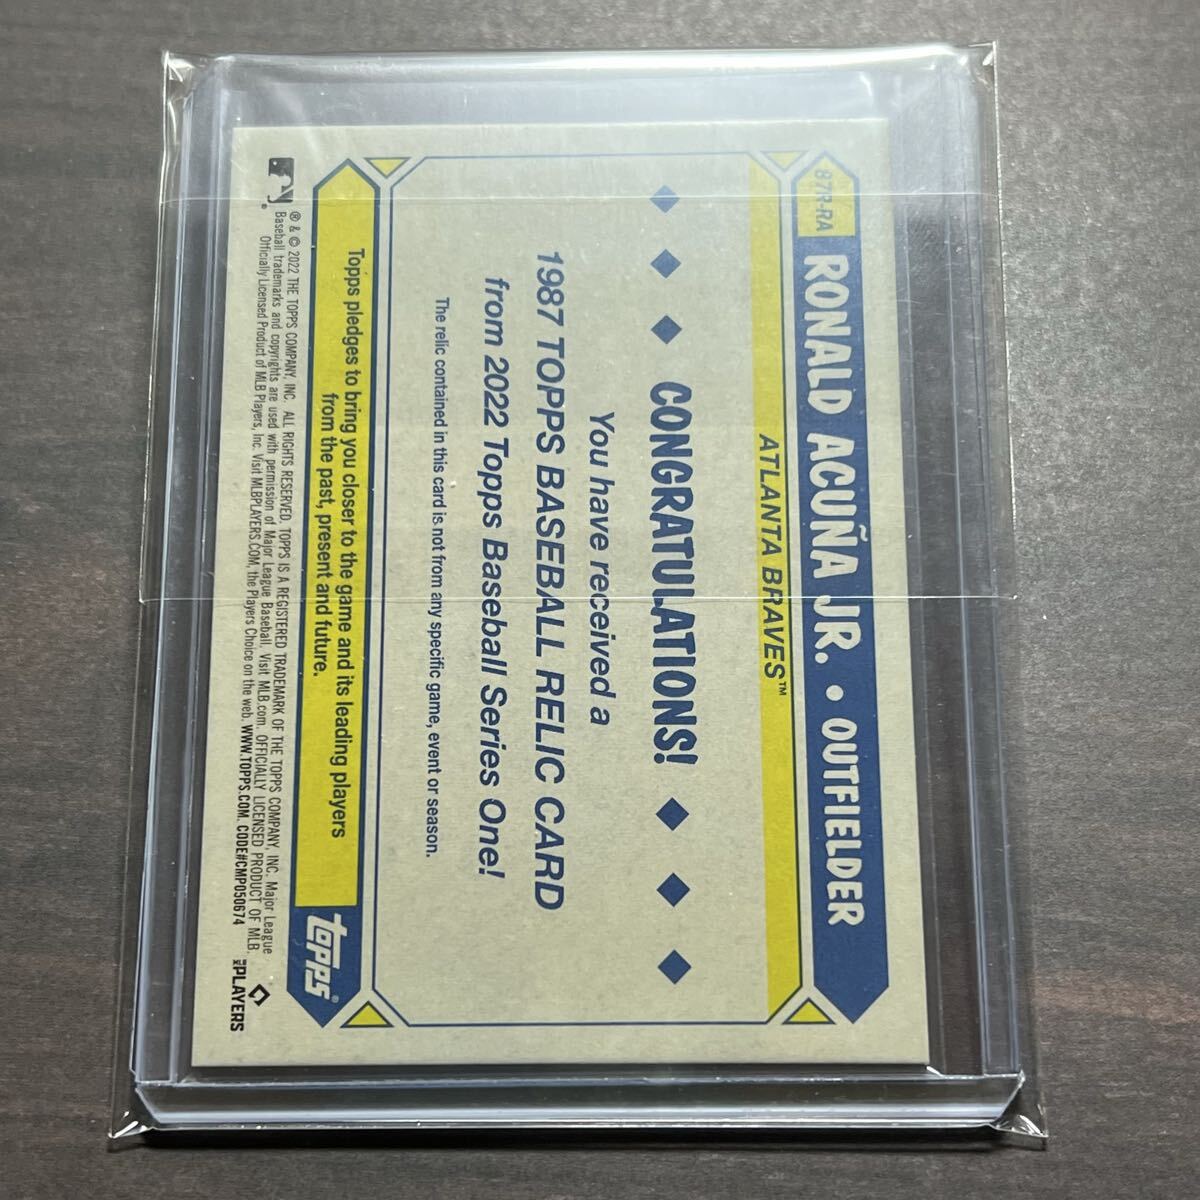 87R-RA
RONALD ACUÑA JR. • OUTFIELDER
ATLANTA BRAVES™
CONGRATULATIONS!
You have received a
1987 TOPPS BASEBALL RELIC CARD
from 2022 Topps Baseball Series One!
The relic contained in this card is not from any specific game, event or season.
Topps pledges to bring you closer to the game and its leading players
from the past, present and future.
topps®
® & © 2022 THE TOPPS COMPANY, INC. ALL RIGHTS RESERVED. TOPPS IS A REGISTERED TRADEMARK OF THE TOPPS COMPANY, INC. Major League
Baseball trademarks and copyrights are used with permission of Major League Baseball. Visit MLB.com. OFFICIALLY LICENSED PRODUCT OF MLB.
Officially Licensed Product of MLB Players, Inc. Visit MLBPLAYERS.COM, the Players Choice on the web. WWW.TOPPS.COM. CODE#CMP050674
PLAYERS